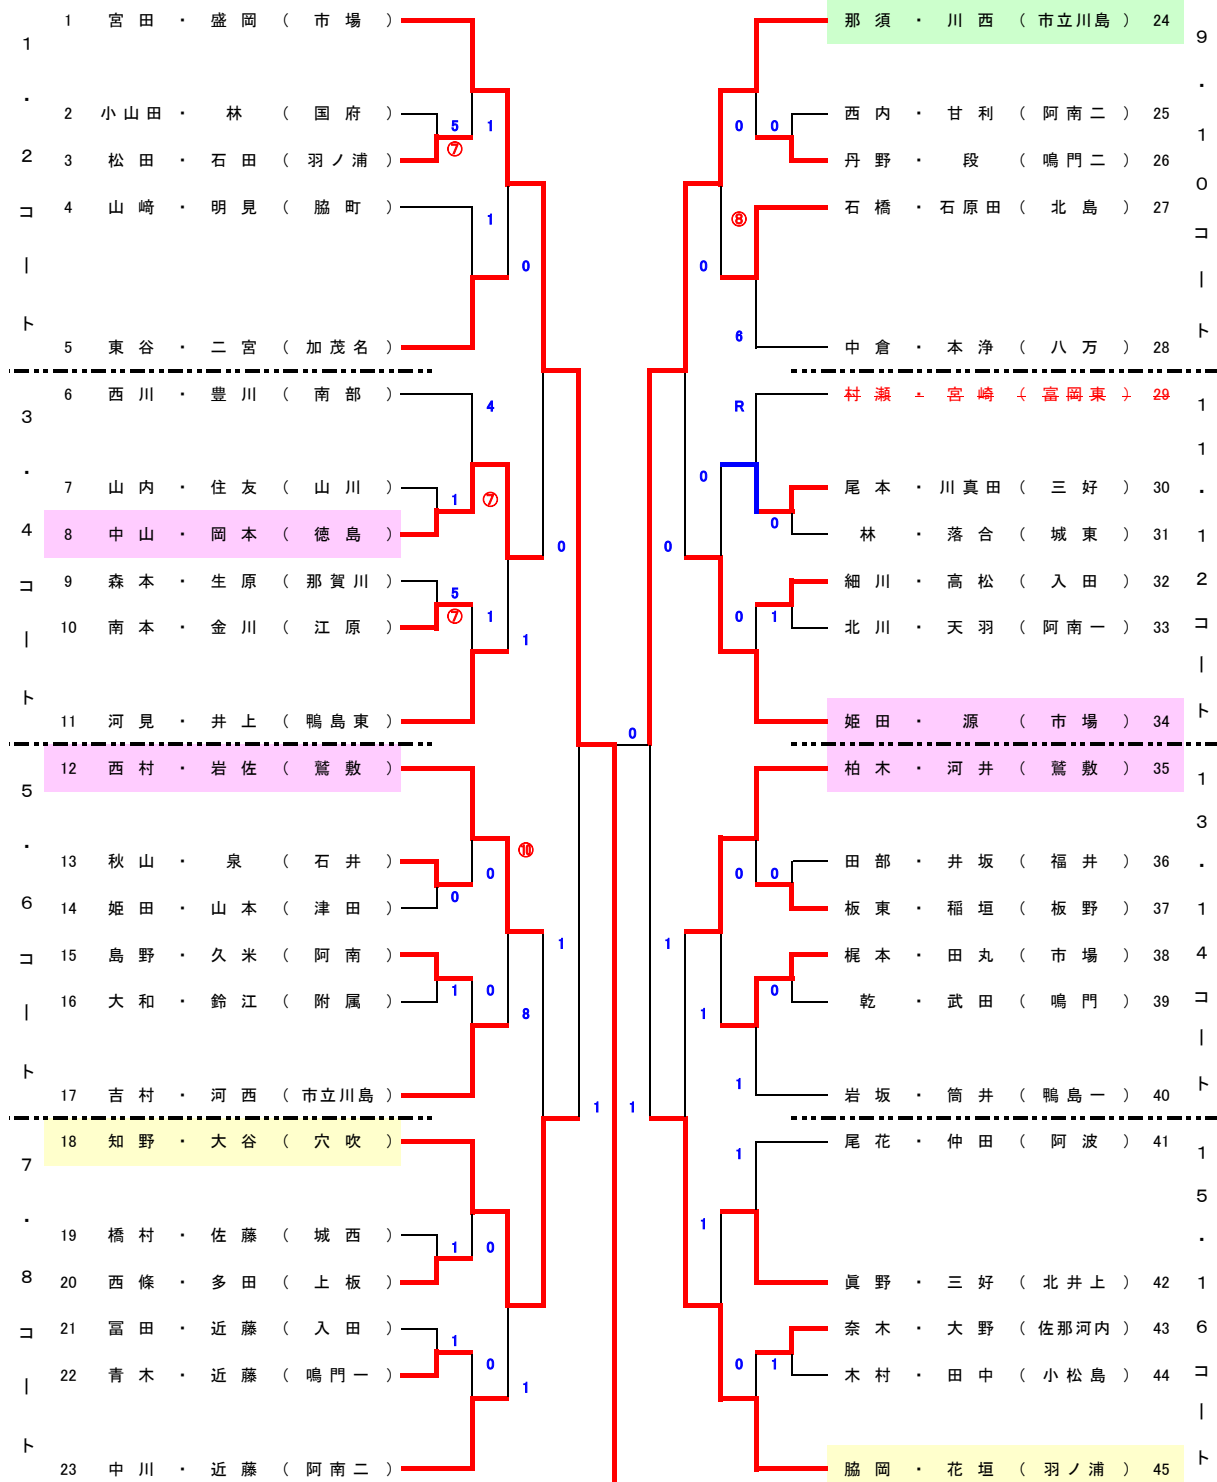 1 宮田・盛岡（市場）
2 小山田・林（国府）
3 松田・石田（羽ノ浦）
4 山﨑・明見（脇町）
5 東谷・二宮（加茂名）
6 西川・豊川（南部）
7 山内・住友（山川）
8 中山・岡本（徳島）
9 森本・生原（那賀川）
10 南本・金川（江原）
11 河見・井上（鴨島東）
12 西村・岩佐（鷲敷）
13 秋山・泉（石井）
14 姫田・山本（津田）
15 島野・久米（阿南）
16 大和・鈴江（附属）
17 吉村・河西（市立川島）
18 知野・大谷（穴吹）
19 橋村・佐藤（城西）
20 西條・多田（上板）
21 冨田・近藤（入田）
22 青木・近藤（鳴門一）
23 中川・近藤（阿南二）
1・2コート
3・4コート
5・6コート
7・8コート
5
⑦
1
1
0
4
1
⑦
5
⑦
1
1
0
⑩
0
0
1
0
8
1
1
0
1
0
1
1
0
1
那須・川西（市立川島）24
西内・甘利（阿南二）25
丹野・段（鳴門二）26
石橋・石原田（北島）27
中倉・本浄（八万）28
村瀬・宮崎（富岡東）29
尾本・川真田（三好）30
林・落合（城東）31
細川・高松（入田）32
北川・天羽（阿南一）33
姫田・源（市場）34
柏木・河井（鷲敷）35
田部・井坂（福井）36
板東・稲垣（板野）37
梶本・田丸（市場）38
乾・武田（鳴門）39
岩坂・筒井（鴨島一）40
尾花・仲田（阿波）41
眞野・三好（北井上）42
奈木・大野（佐那河内）43
木村・田中（小松島）44
脇岡・花垣（羽ノ浦）45
9・10コート
11・12コート
13・14コート
15・16コート
0
0
⑧
0
6
R
0
0
0
0
1
0
0
0
1
0
1
1
1
1
1
0
1